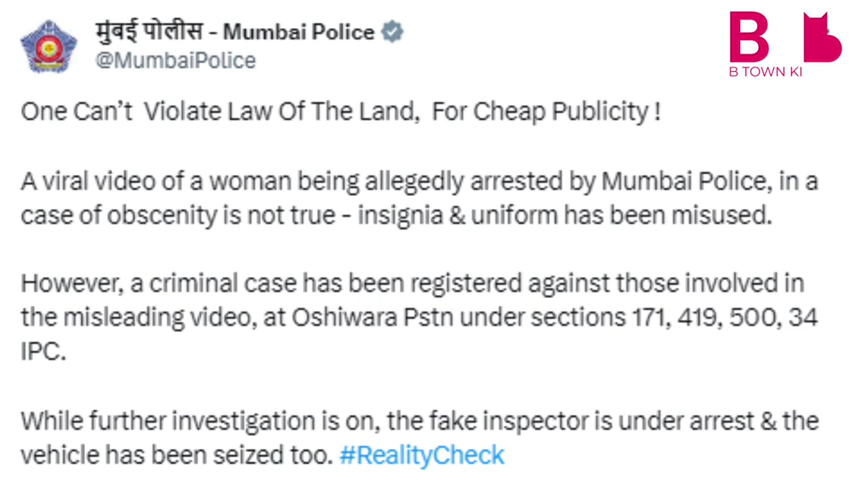 मुंबई पोलीस - Mumbai Police
@MumbaiPolice
B
B TOWN KI
One Can't Violate Law Of The Land, For Cheap Publicity !
A viral video of a woman being allegedly arrested by Mumbai Police, in a
case of obscenity is not true - insignia & uniform has been misused.
However, a criminal case has been registered against those involved in
the misleading video, at Oshiwara Pstn under sections 171, 419, 500, 34
IPC.
While further investigation is on, the fake inspector is under arrest & the
vehicle has been seized too. #RealityCheck